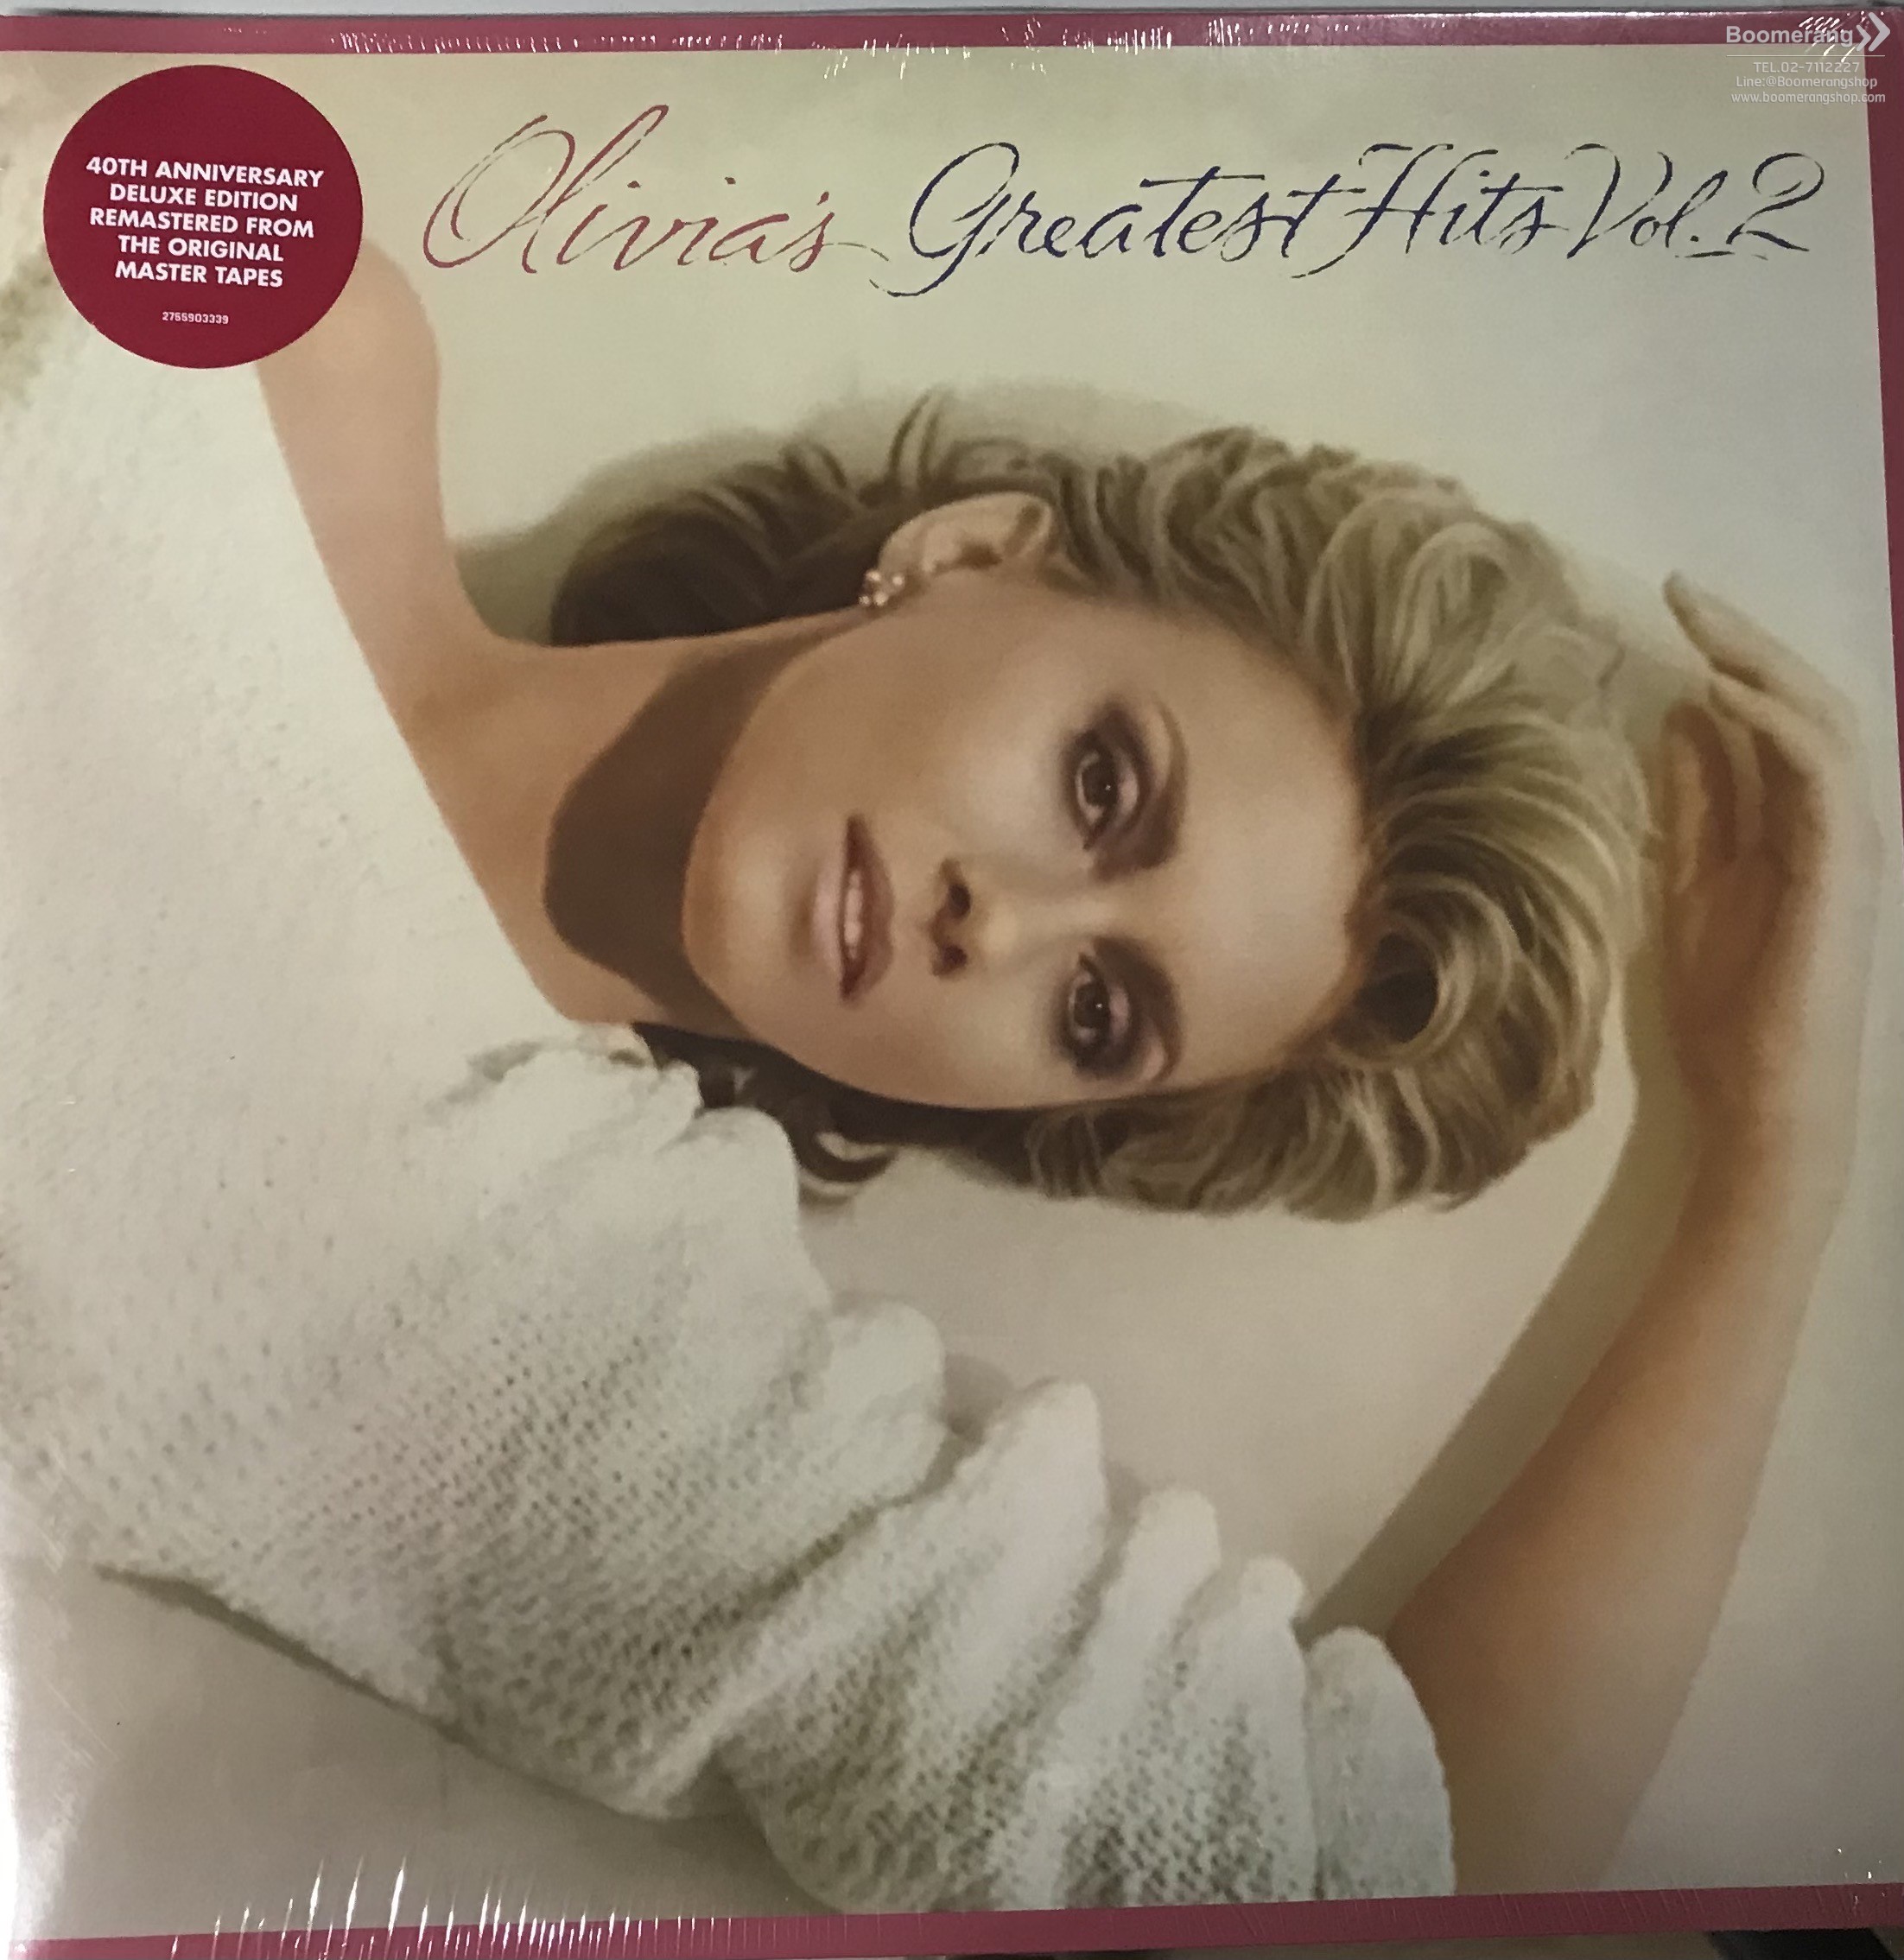 Boomerang
TEL.02-7112227
Line:@Boomerangshop
www.boomerangshop.com
40TH ANNIVERSARY
DELUXE EDITION
REMASTERED FROM
THE ORIGINAL
MASTER TAPES
2755903339
Olivia's Greatest Hits Vol. 2